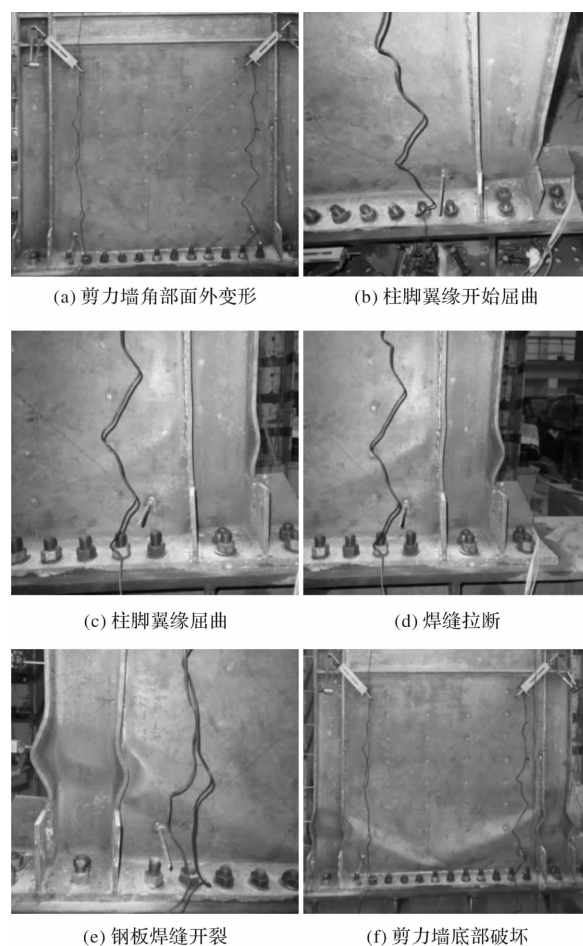 (a) 剪力墙角部面外变形
(b) 柱脚翼缘开始屈曲
(c) 柱脚翼缘屈曲
(d) 焊缝拉断
(e) 钢板焊缝开裂
(f) 剪力墙底部破坏